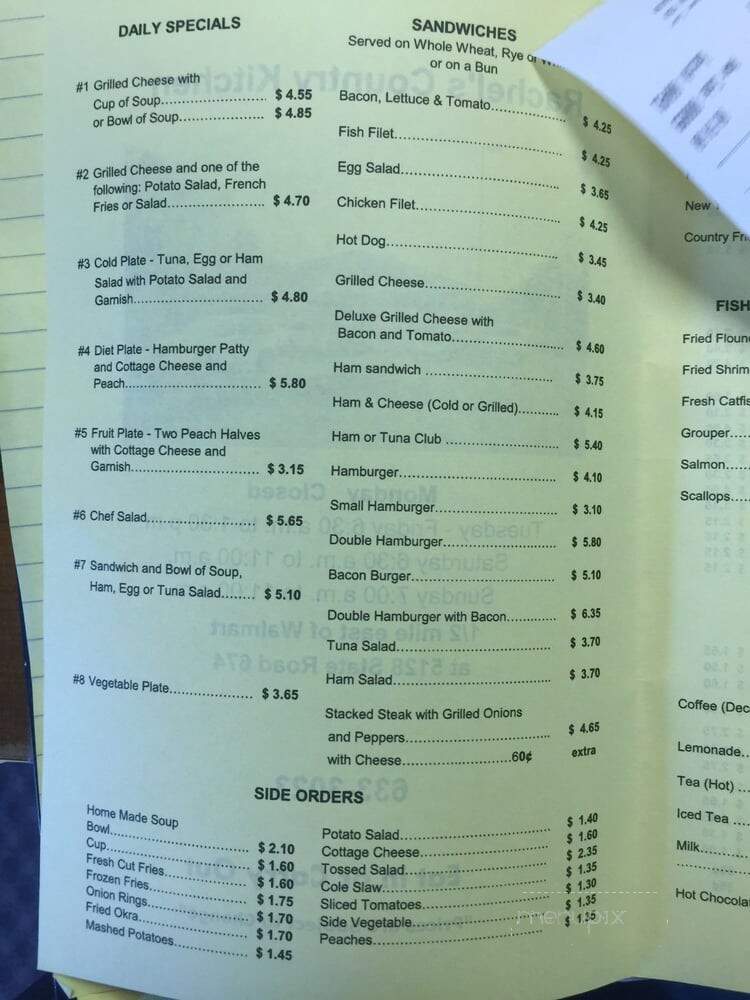 DAILY SPECIALS
#1 Grilled Cheese with
Cup of Soup........................ $ 4.55
or Bowl of Soup.................... $ 4.85
#2 Grilled Cheese and one of the
following: Potato Salad, French
Fries or Salad....................... $ 4.70
#3 Cold Plate - Tuna, Egg or Ham
Salad with Potato Salad and
Garnish............................... $ 4.80
#4 Diet Plate - Hamburger Patty
and Cottage Cheese and
Peach................................. $ 5.80
#5 Fruit Plate - Two Peach Halves
with Cottage Cheese and
Garnish............................... $ 3.15
#6 Chef Salad......................... $ 5.65
#7 Sandwich and Bowl of Soup,
Ham, Egg or Tuna Salad........ $ 5.10
#8 Vegetable Plate.................... $ 3.65
SANDWICHES
Served on Whole Wheat, Rye or
or on a Bun
Bacon, Lettuce & Tomato................. $ 4.25
Fish Filet........................................ $ 4.25
Egg Salad....................................... $ 3.65
Chicken Filet................................... $ 4.25
Hot Dog......................................... $ 3.45
Grilled Cheese................................ $ 3.40
Deluxe Grilled Cheese with
Bacon and Tomato.......................... $ 4.60
Ham sandwich ............................... $ 3.75
Ham & Cheese (Cold or Grilled).......... $ 4.15
Ham or Tuna Club ........................... $ 5.40
Hamburger..................................... $ 4.10
Small Hamburger............................ $ 3.10
Double Hamburger.......................... $ 5.80
Bacon Burger.................................. $ 5.10
Double Hamburger with Bacon............ $ 6.35
Tuna Salad..................................... $ 3.70
Ham Salad...................................... $ 3.70
Stacked Steak with Grilled Onions
and Peppers.................................... $ 4.65
with Cheese...........................60¢ extra
SIDE ORDERS
Home Made Soup
Bowl.................................... $ 2.10
Cup...................................... $ 1.60
Fresh Cut Fries..................... $ 1.60
Frozen Fries......................... $ 1.75
Onion Rings.......................... $ 1.70
Fried Okra............................ $ 1.70
Mashed Potatoes.................. $ 1.45
Potato Salad................................. $ 1.40
Cottage Cheese............................ $ 1.60
Tossed Salad................................ $ 2.35
Cole Slaw..................................... $ 1.35
Sliced Tomatoes........................... $ 1.30
Side Vegetable.............................. $ 1.35
Peaches....................................... $ 1.35
New
Country Fri
FISH
Fried Floun
Fried Shrim
Fresh Catfis
Grouper.....
Salmon.....
Scallops.....
Coffee (Dec
Lemonade..
Tea (Hot) ...
Iced Tea ....
Milk...........
Hot Chocola
menupix